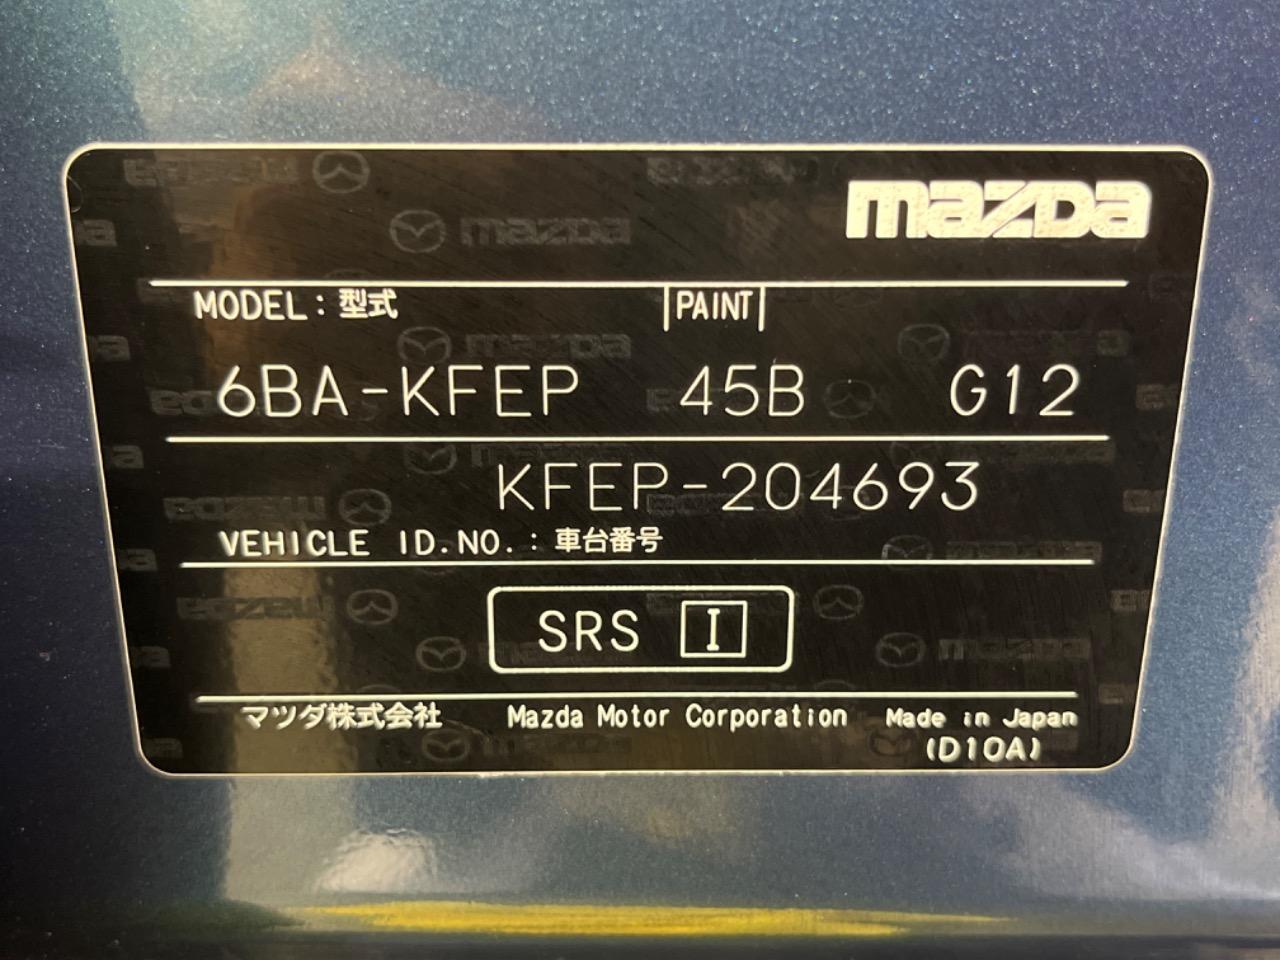 mazda
MODEL : 型式 PAINT
6BA-KFEP 45B G12
KFEP-204693
VEHICLE ID.NO. : 車台番号
SRS I
マツダ株式会社 Mazda Motor Corporation Made in Japan
(D10A)